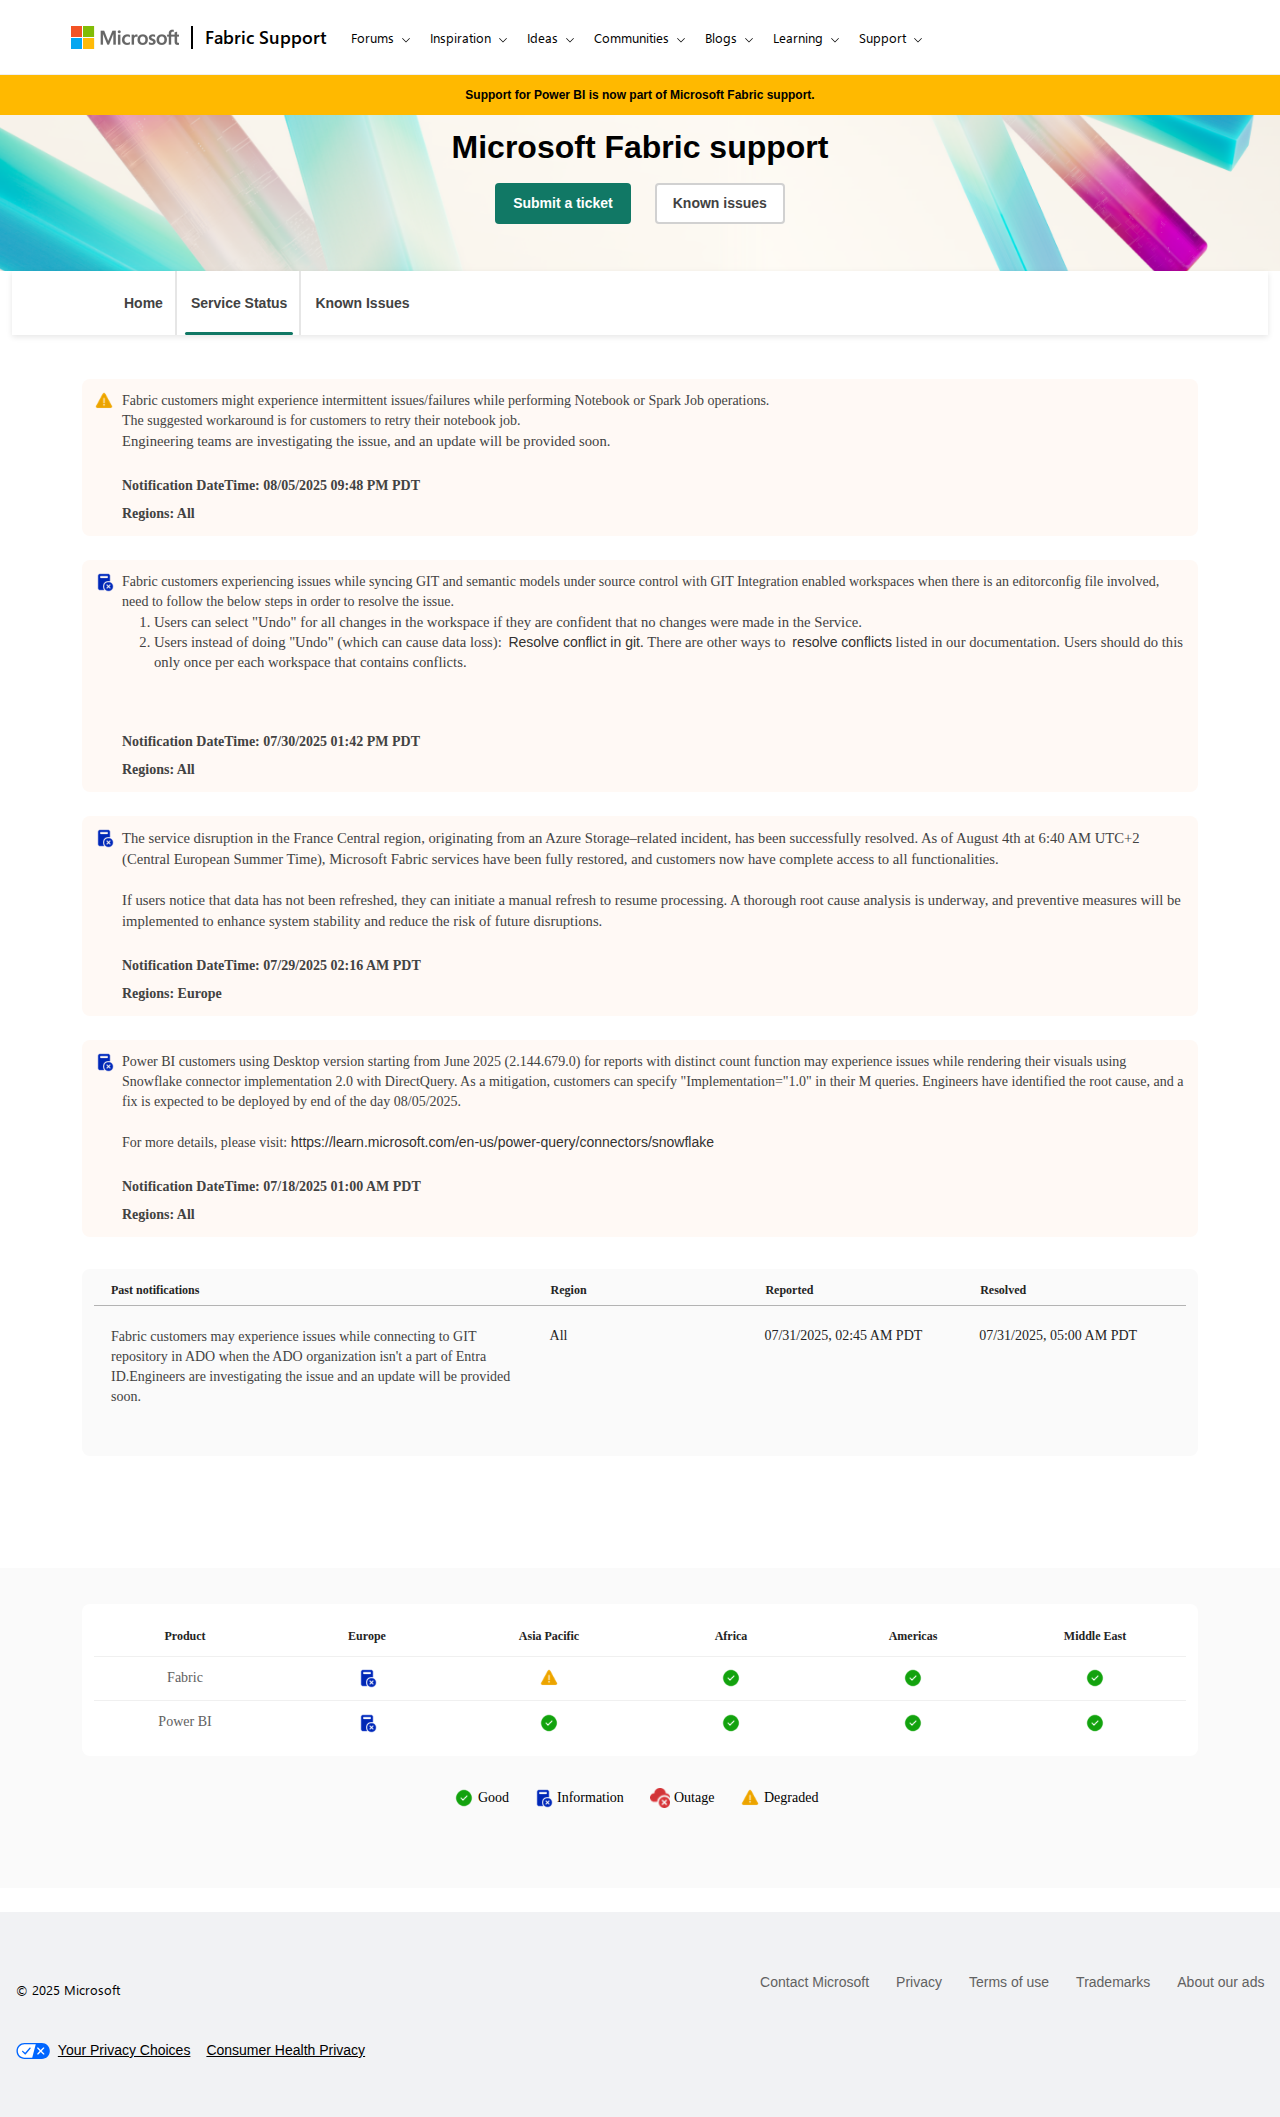 Microsoft
Fabric Support
Forums
Inspiration
Ideas
Communities
Blogs
Learning
Support
Support for Power BI is now part of Microsoft Fabric support.
Microsoft Fabric support
Submit a ticket
Known issues
Home
Service Status
Known Issues
Fabric customers might experience intermittent issues/failures while performing Notebook or Spark Job operations.
The suggested workaround is for customers to retry their notebook job.
Engineering teams are investigating the issue, and an update will be provided soon.
Notification DateTime: 08/05/2025 09:48 PM PDT
Regions: All
Fabric customers experiencing issues while syncing GIT and semantic models under source control with GIT Integration enabled workspaces when there is an editorconfig file involved,
need to follow the below steps in order to resolve the issue.
1. Users can select "Undo" for all changes in the workspace if they are confident that no changes were made in the Service.
2. Users instead of doing "Undo" (which can cause data loss): Resolve conflict in git. There are other ways to resolve conflicts listed in our documentation. Users should do this
only once per each workspace that contains conflicts.
Notification DateTime: 07/30/2025 01:42 PM PDT
Regions: All
The service disruption in the France Central region, originating from an Azure Storage–related incident, has been successfully resolved. As of August 4th at 6:40 AM UTC+2
(Central European Summer Time), Microsoft Fabric services have been fully restored, and customers now have complete access to all functionalities.
If users notice that data has not been refreshed, they can initiate a manual refresh to resume processing. A thorough root cause analysis is underway, and preventive measures will be
implemented to enhance system stability and reduce the risk of future disruptions.
Notification DateTime: 07/29/2025 02:16 AM PDT
Regions: Europe
Power BI customers using Desktop version starting from June 2025 (2.144.679.0) for reports with distinct count function may experience issues while rendering their visuals using
Snowflake connector implementation 2.0 with DirectQuery. As a mitigation, customers can specify "Implementation="1.0" in their M queries. Engineers have identified the root cause, and a
fix is expected to be deployed by end of the day 08/05/2025.
For more details, please visit: https://learn.microsoft.com/en-us/power-query/connectors/snowflake
Notification DateTime: 07/18/2025 01:00 AM PDT
Regions: All
Past notifications Region Reported Resolved
Fabric customers may experience issues while connecting to GIT All 07/31/2025, 02:45 AM PDT 07/31/2025, 05:00 AM PDT
repository in ADO when the ADO organization isn't a part of Entra
ID.Engineers are investigating the issue and an update will be provided
soon.
Product Europe Asia Pacific Africa Americas Middle East
Fabric
Power BI
Good Information Outage Degraded
© 2025 Microsoft
Contact Microsoft Privacy Terms of use Trademarks About our ads
Your Privacy Choices Consumer Health Privacy